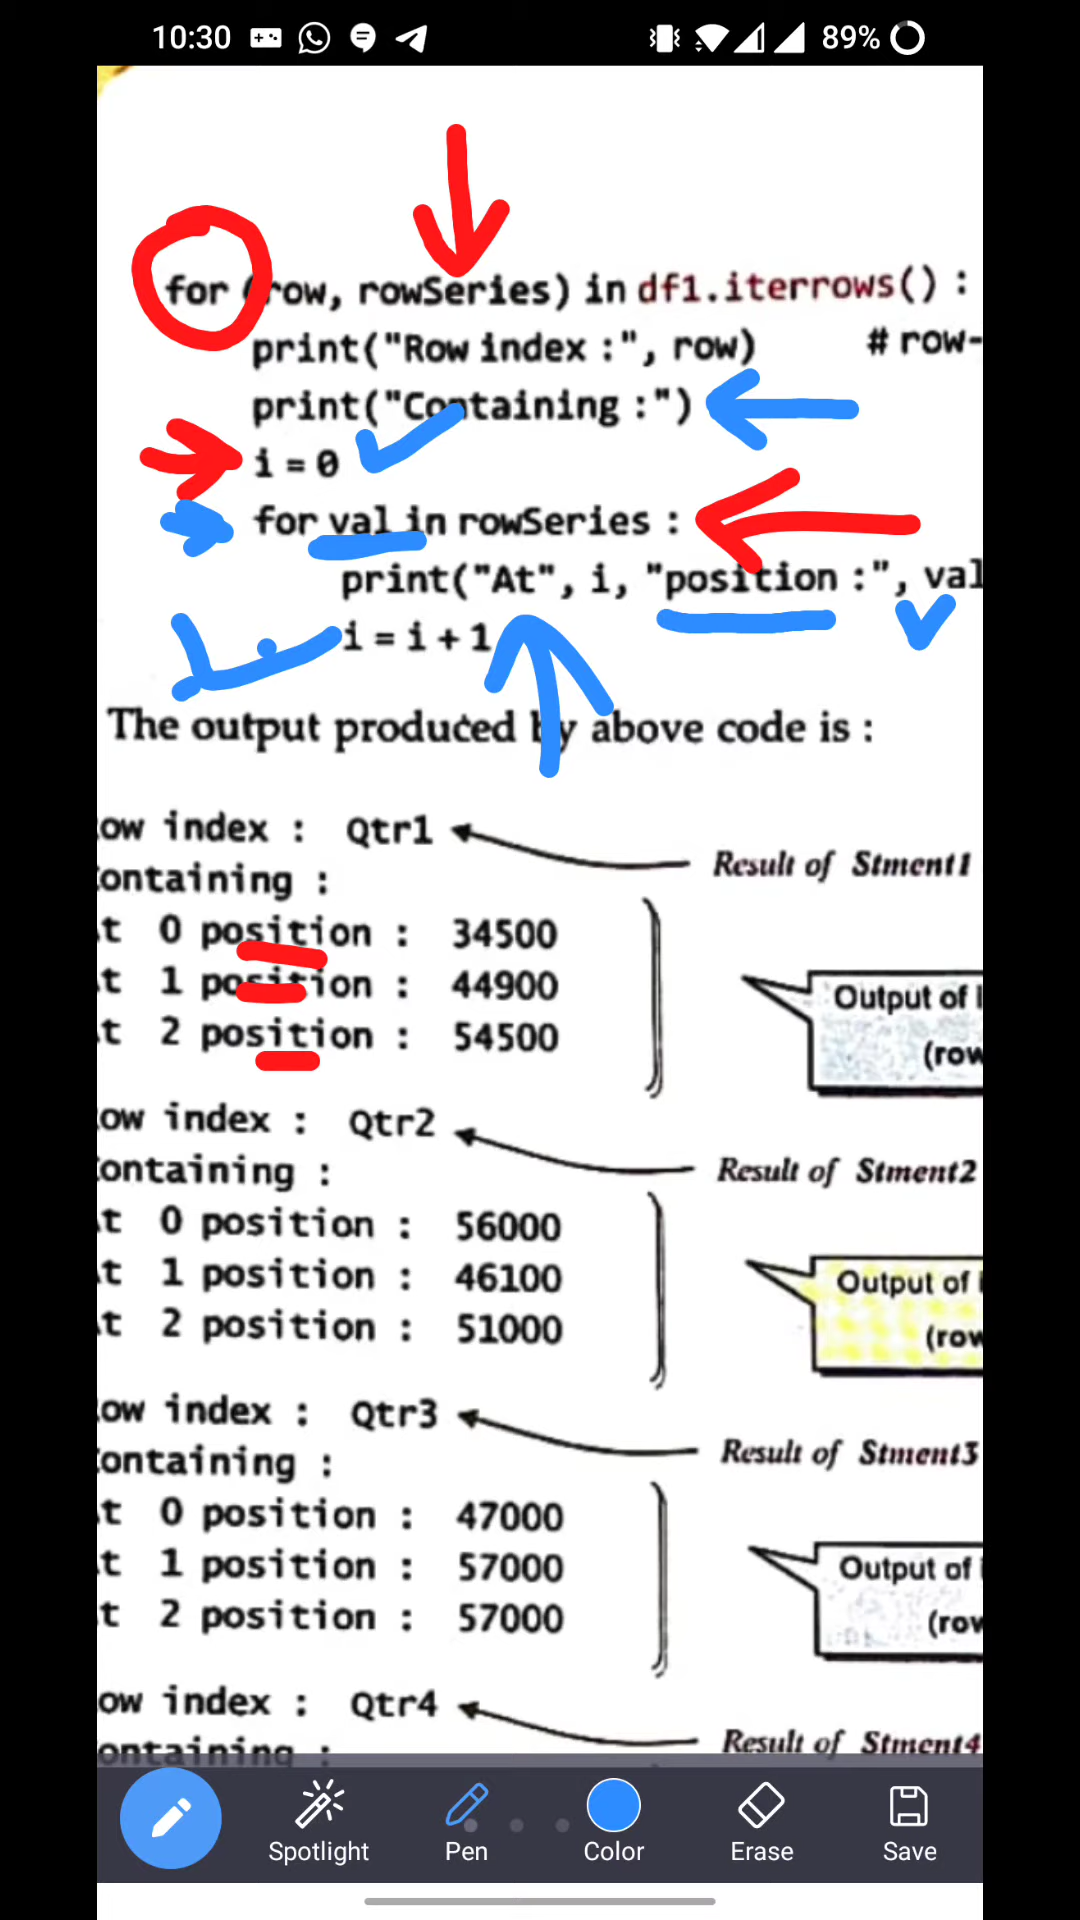 10:30 89%
for (row, rowSeries) in df1.iterrows() :
print("Row index :", row) # row-
print("Containing :")
i = 0
for val in rowSeries :
print("At", i, "position :", val
i = i + 1
The output produced by above code is :
ow index : Qtr1
Result of Stment1
ontaining :
t 0 position : 34500
t 1 position : 44900
t 2 position : 54500
Output of
(row
ow index : Qtr2
Result of Stment2
ontaining :
t 0 position : 56000
t 1 position : 46100
t 2 position : 51000
Output of
(row
ow index : Qtr3
Result of Stment3
ontaining :
t 0 position : 47000
t 1 position : 57000
t 2 position : 57000
Output of
(row
ow index : Qtr4
Result of Stment4
ontaining :
Spotlight Pen Color Erase Save